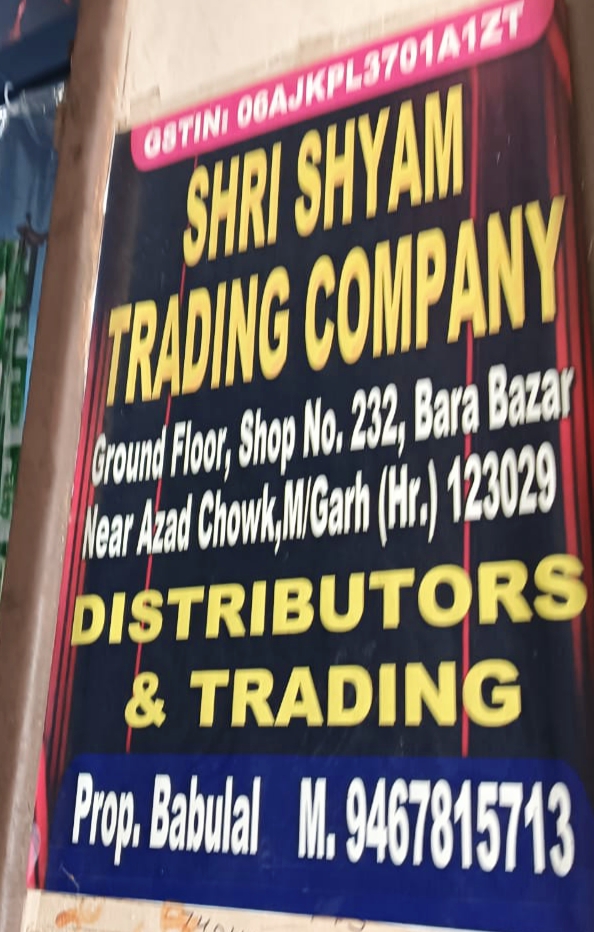 GSTIN: 06AJKPL3701A1ZT
SHRI SHYAM
TRADING COMPANY
Ground Floor, Shop No. 232, Bara Bazar
Near Azad Chowk,M/Garh (Hr.) 123029
DISTRIBUTORS
& TRADING
Prop. Babulal M. 9467815713